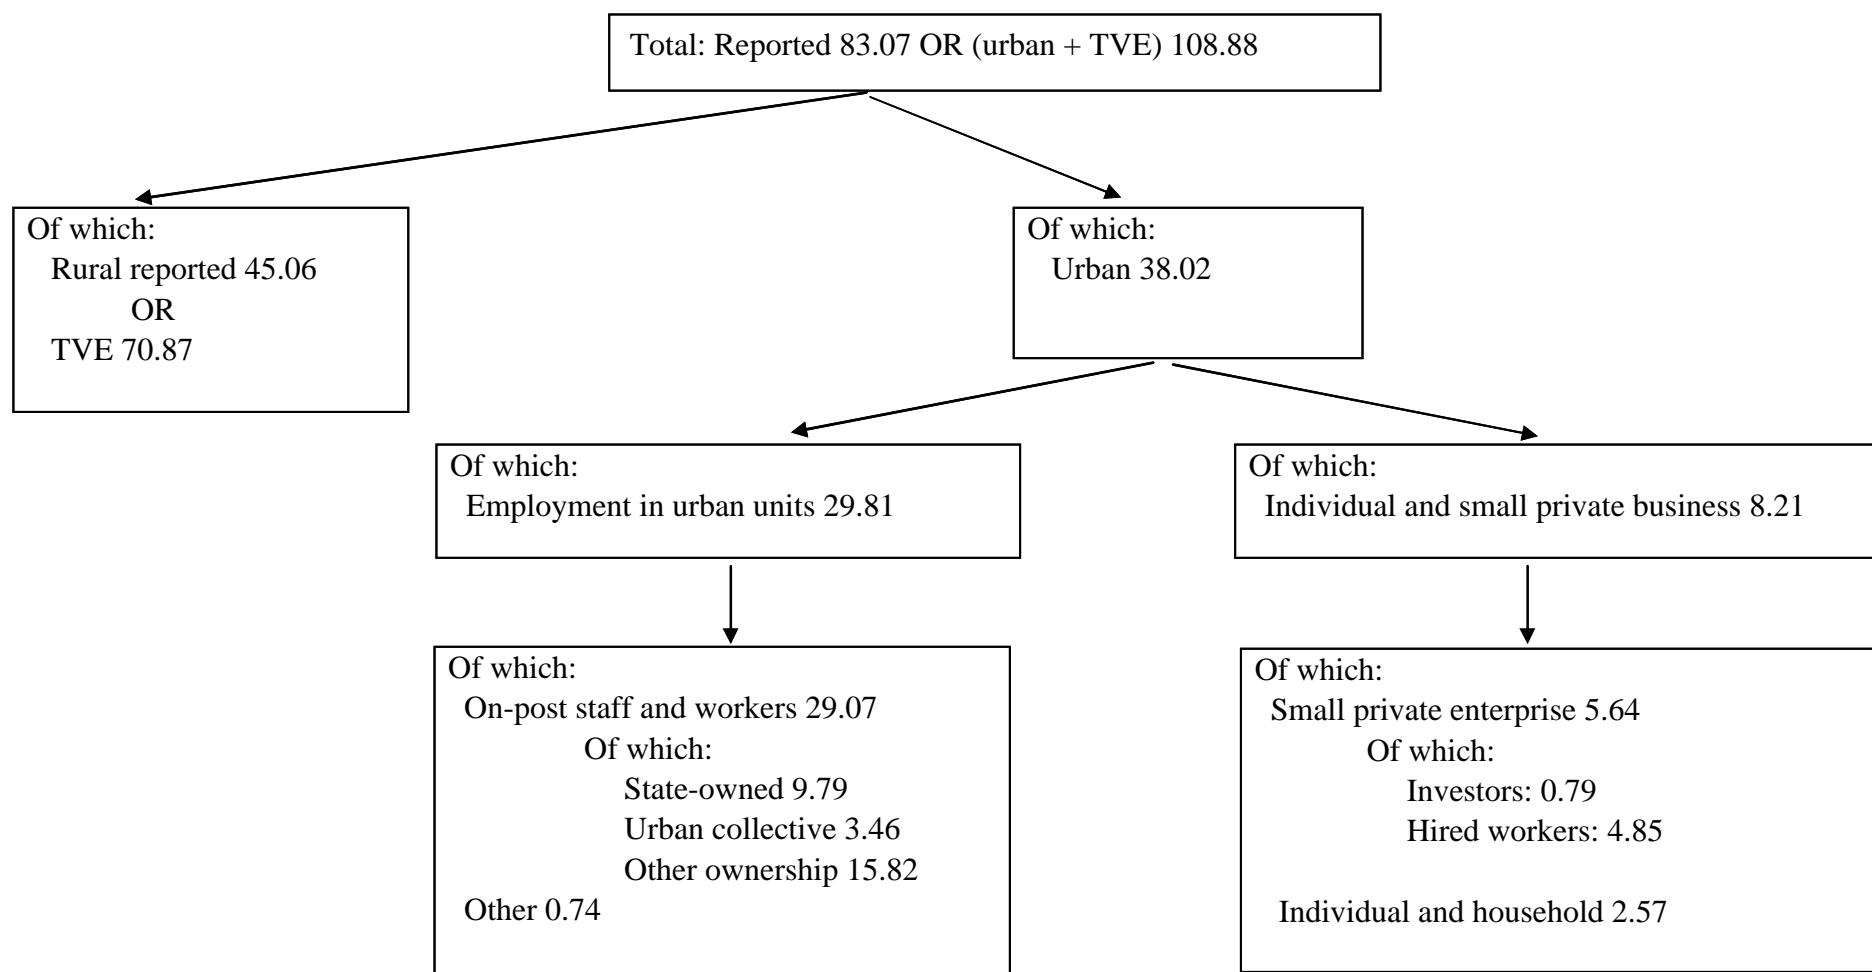 Total: Reported 83.07 OR (urban + TVE) 108.88
Of which:
Rural reported 45.06
OR
TVE 70.87
Of which:
Urban 38.02
Of which:
Employment in urban units 29.81
Of which:
Individual and small private business 8.21
Of which:
On-post staff and workers 29.07
Of which:
State-owned 9.79
Urban collective 3.46
Other ownership 15.82
Other 0.74
Of which:
Small private enterprise 5.64
Of which:
Investors: 0.79
Hired workers: 4.85
Individual and household 2.57